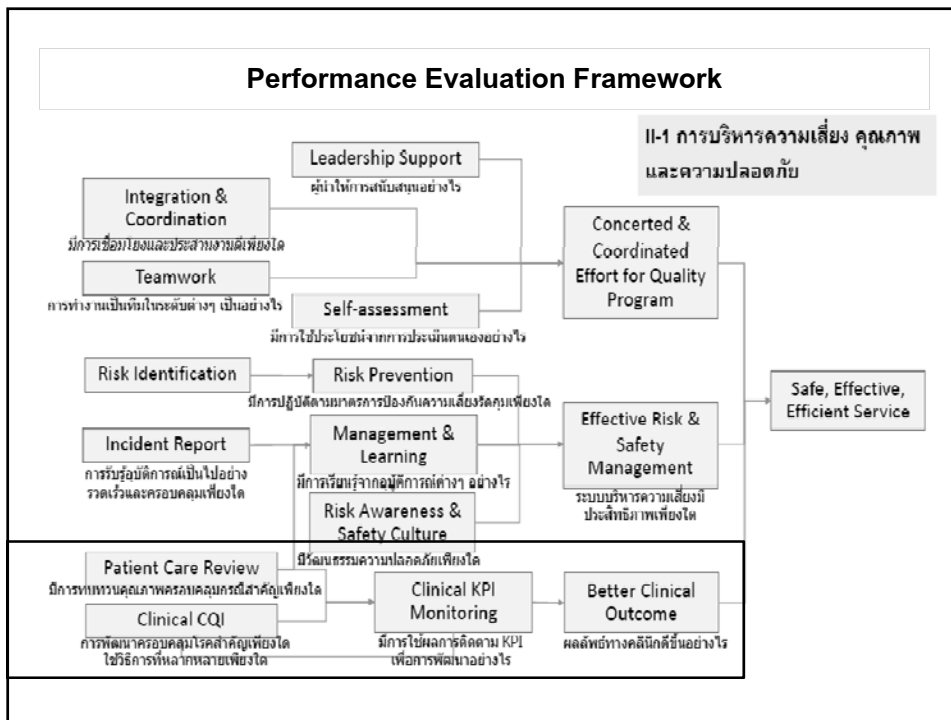 Performance Evaluation Framework
II-1 การบริหารความเสี่ยง คุณภาพ
และความปลอดภัย
Leadership Support
ผู้นำให้การสนับสนุนอย่างไร
Integration &
Coordination
มีการเชื่อมโยงและประสานงานดีเพียงใด
Teamwork
การทำงานเป็นทีมในระดับต่างๆ เป็นอย่างไร
Self-assessment
มีการใช้ประโยชน์จากการประเมินตนเองอย่างไร
Concerted &
Coordinated
Effort for Quality
Program
Risk Identification
Risk Prevention
มีการปฏิบัติตามมาตรการป้องกันความเสี่ยงรัดกุมเพียงใด
Incident Report
การรับรู้อุบัติการณ์เป็นไปอย่าง
รวดเร็วและครอบคลุมเพียงใด
Management &
Learning
มีการเรียนรู้จากอุบัติการณ์ต่างๆ อย่างไร
Risk Awareness &
Safety Culture
มีวัฒนธรรมความปลอดภัยเพียงใด
Effective Risk &
Safety
Management
ระบบบริหารความเสี่ยงมี
ประสิทธิภาพเพียงใด
Safe, Effective,
Efficient Service
Patient Care Review
มีการทบทวนคุณภาพครอบคลุมกรณีสำคัญเพียงใด
Clinical CQI
การพัฒนาครอบคลุมโรคสำคัญเพียงใด
ใช้วิธีการที่หลากหลายเพียงใด
Clinical KPI
Monitoring
มีการใช้ผลการติดตาม KPI
เพื่อการพัฒนาอย่างไร
Better Clinical
Outcome
ผลลัพธ์ทางคลินิกดีขึ้นอย่างไร